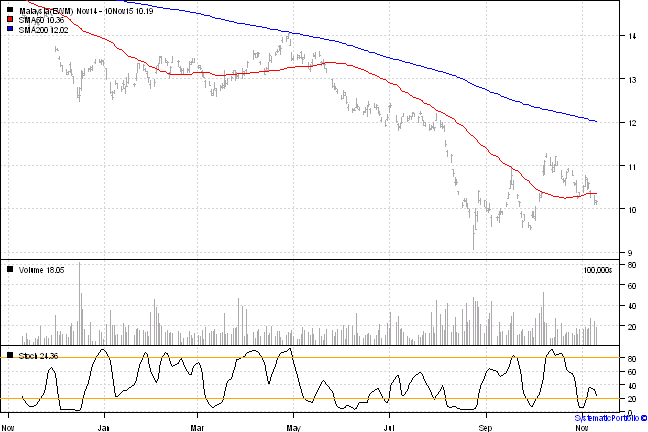 Malaysia(EWM) Nov14 - 10Nov15 10.19
SMA50 10.36
SMA200 12.02
14
13
12
11
10
9
Volume 18.05
100,000s
80
60
40
20
Stoch 24.36
80
60
40
20
0
Nov Jan Mar May Jul Sep Nov
SystematicPortfolio ©